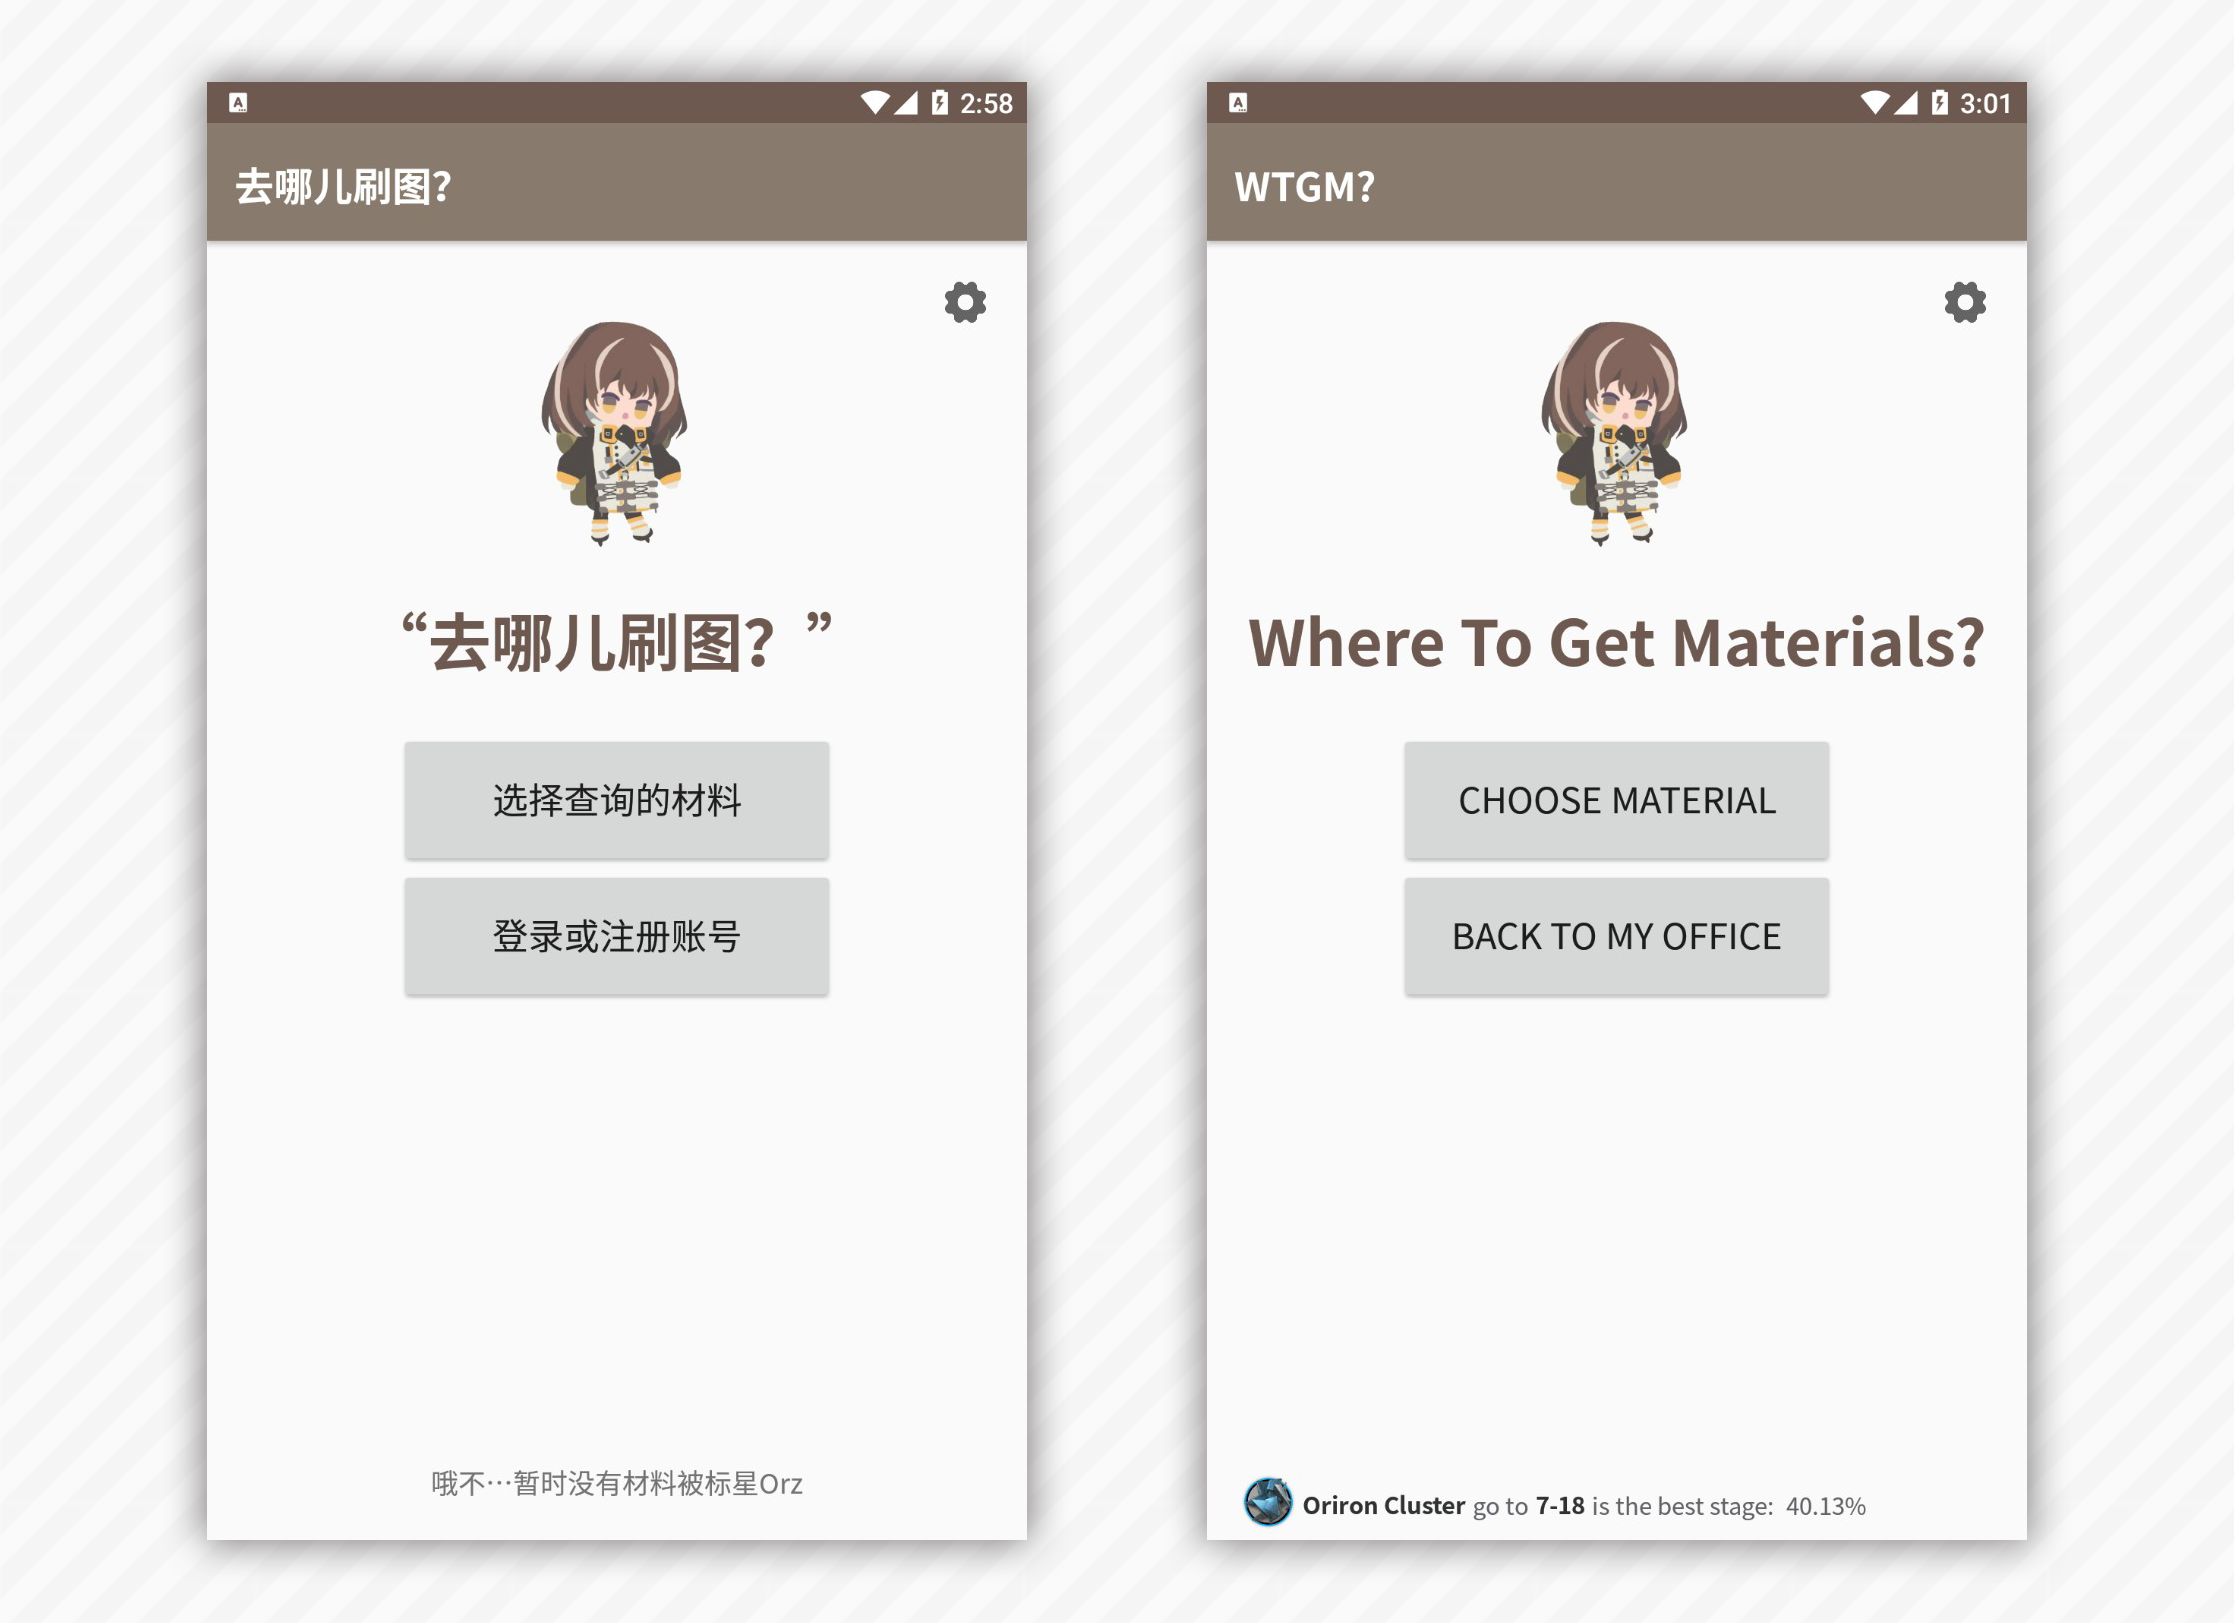 2:58
去哪儿刷图？
“去哪儿刷图？”
选择查询的材料
登录或注册账号
哦不…暂时没有材料被标星Orz
3:01
WTGM?
Where To Get Materials?
CHOOSE MATERIAL
BACK TO MY OFFICE
Oriron Cluster go to 7-18 is the best stage: 40.13%